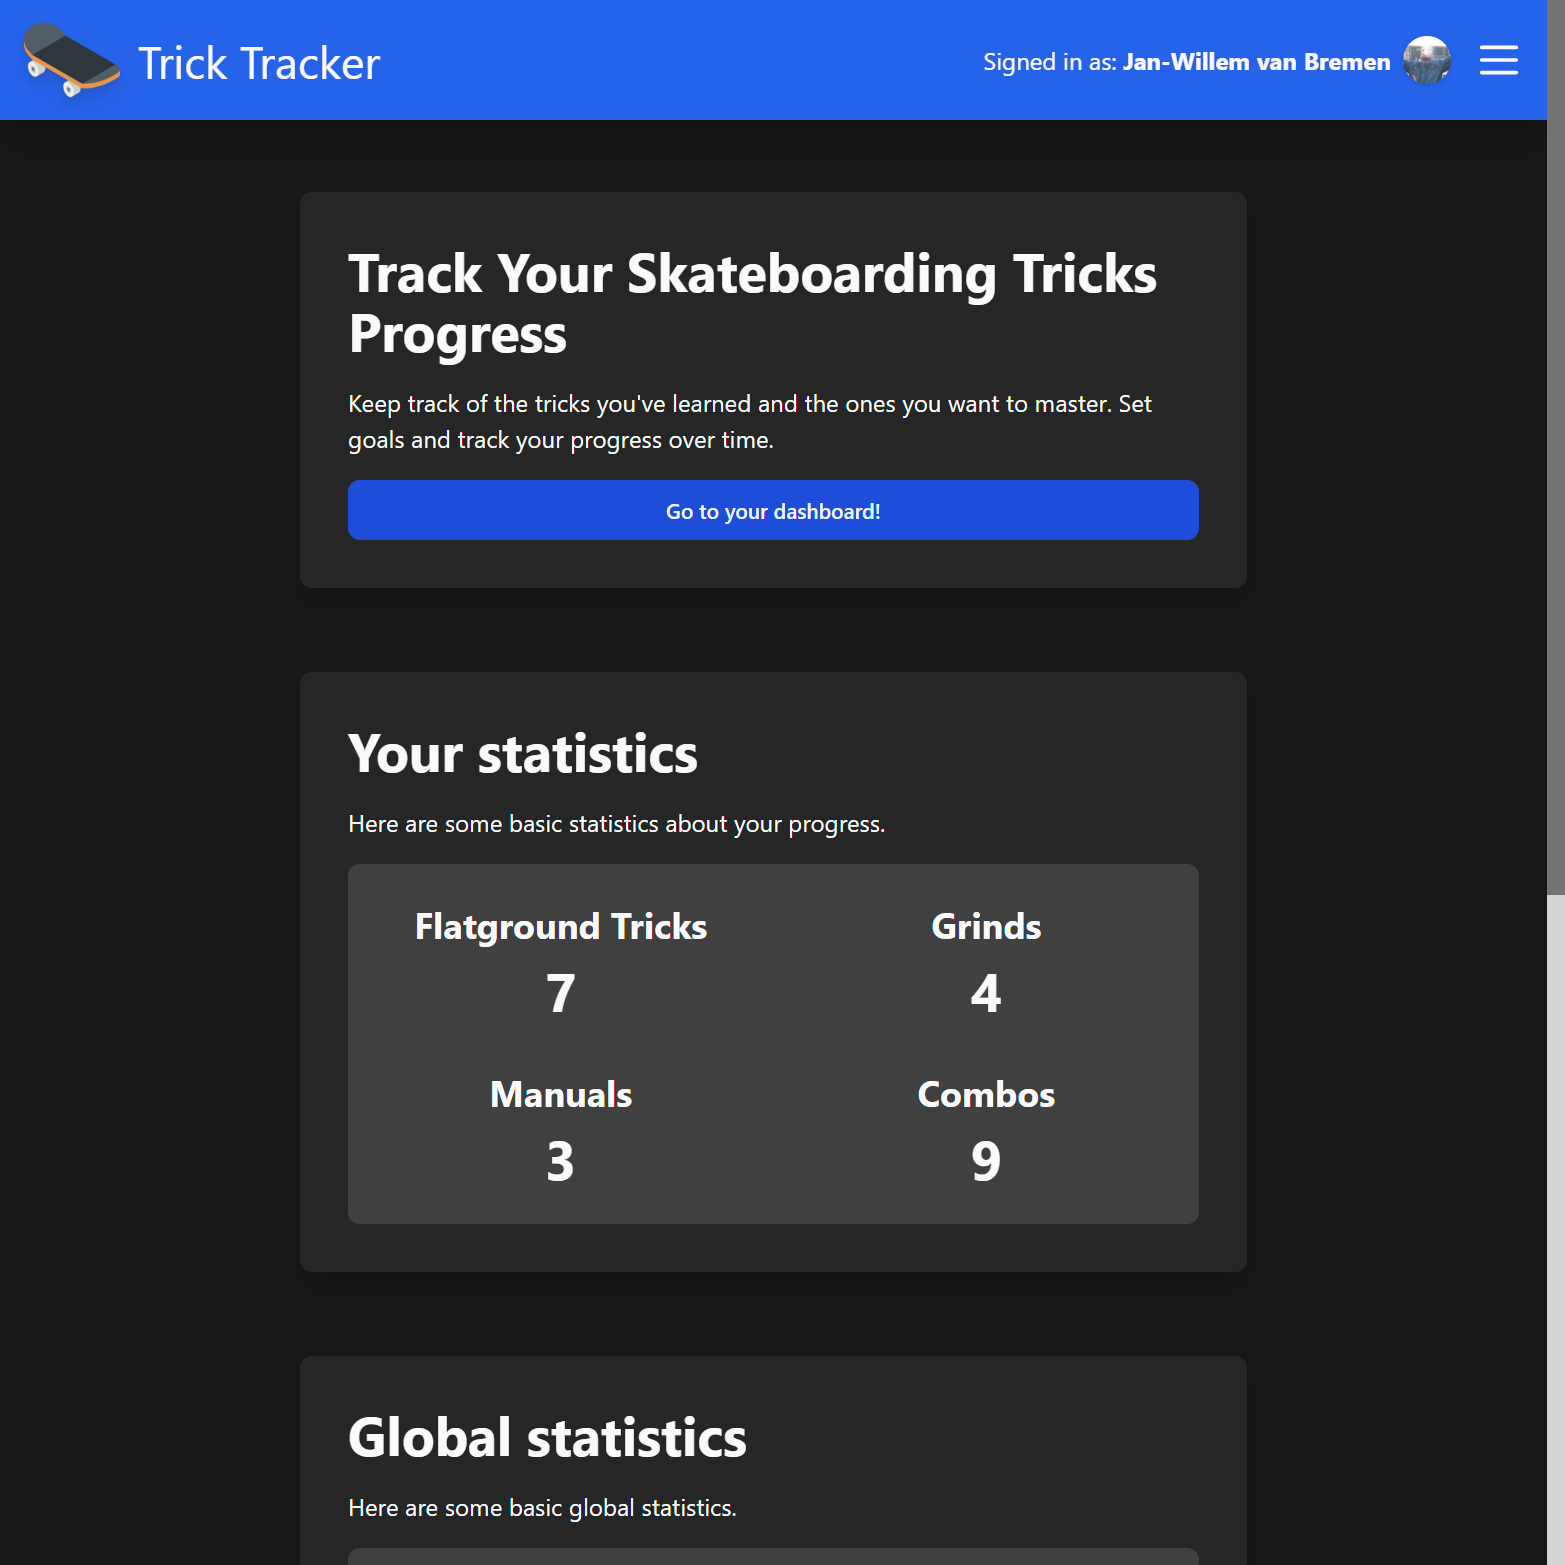 Trick Tracker
Signed in as: Jan-Willem van Bremen
Track Your Skateboarding Tricks
Progress
Keep track of the tricks you've learned and the ones you want to master. Set
goals and track your progress over time.
Go to your dashboard!
Your statistics
Here are some basic statistics about your progress.
Flatground Tricks
7
Grinds
4
Manuals
3
Combos
9
Global statistics
Here are some basic global statistics.